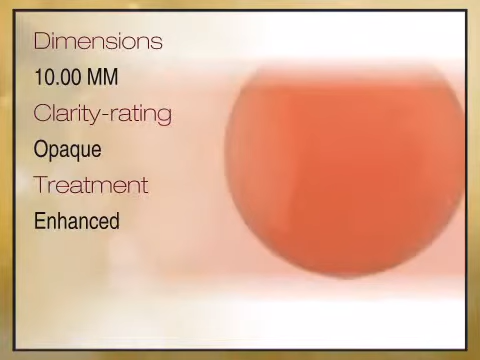 Dimensions
10.00 MM
Clarity-rating
Opaque
Treatment
Enhanced